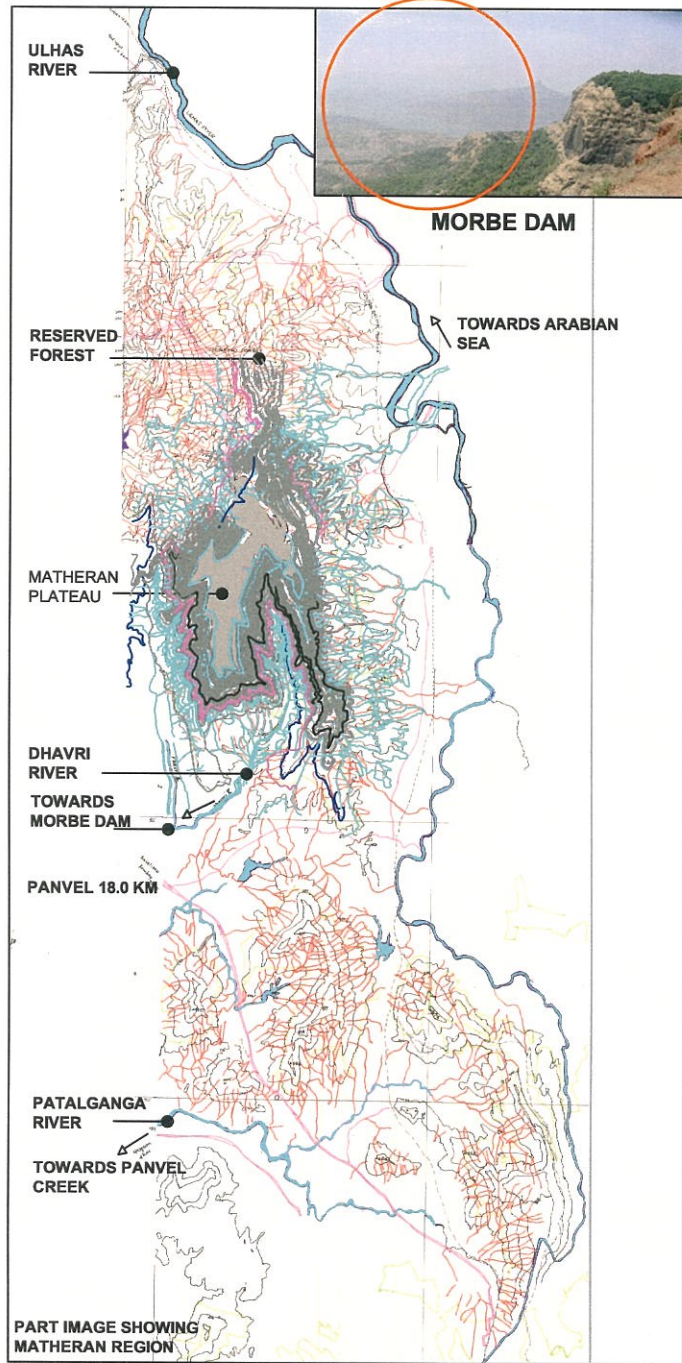 ULHAS
RIVER
MORBE DAM
TOWARDS ARABIAN
SEA
RESERVED
FOREST
MATHERAN
PLATEAU
DHAVRI
RIVER
TOWARDS
MORBE DAM
PANVEL 18.0 KM
PATALGANGA
RIVER
TOWARDS PANVEL
CREEK
PART IMAGE SHOWING
MATHERAN REGION